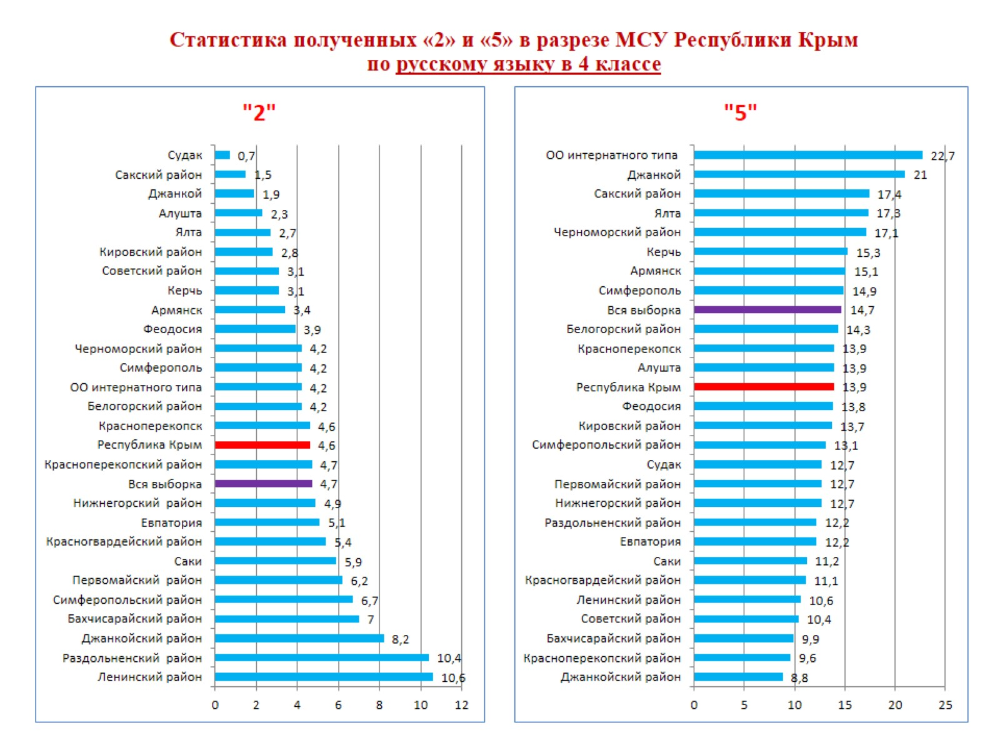 Статистика полученных «2» и «5» в разрезе МСУ Республики Крым
по русскому языку в 4 классе
"2"
Судак 0,7
Сакский район 1,5
Джанкой 1,9
Алушта 2,3
Ялта 2,7
Кировский район 2,8
Советский район 3,1
Керчь 3,1
Армянск 3,4
Феодосия 3,9
Черноморский район 4,2
Симферополь 4,2
ОО интернатного типа 4,2
Белогорский район 4,2
Красноперекопск 4,6
Республика Крым 4,6
Красноперекопский район 4,7
Вся выборка 4,7
Нижнегорский район 4,9
Евпатория 5,1
Красногвардейский район 5,4
Саки 5,9
Первомайский район 6,2
Симферопольский район 6,7
Бахчисарайский район 7
Джанкойский район 8,2
Раздольненский район 10,4
Ленинский район 10,6
0 2 4 6 8 10 12
"5"
ОО интернатного типа 22,7
Джанкой 21
Сакский район 17,4
Ялта 17,3
Черноморский район 17,1
Керчь 15,3
Армянск 15,1
Симферополь 14,9
Вся выборка 14,7
Белогорский район 14,3
Красноперекопск 13,9
Алушта 13,9
Республика Крым 13,9
Феодосия 13,8
Кировский район 13,7
Симферопольский район 13,1
Судак 12,7
Первомайский район 12,7
Нижнегорский район 12,7
Раздольненский район 12,2
Евпатория 12,2
Саки 11,2
Красногвардейский район 11,1
Ленинский район 10,6
Советский район 10,4
Бахчисарайский район 9,9
Красноперекопский район 9,6
Джанкойский район 8,8
0 5 10 15 20 25